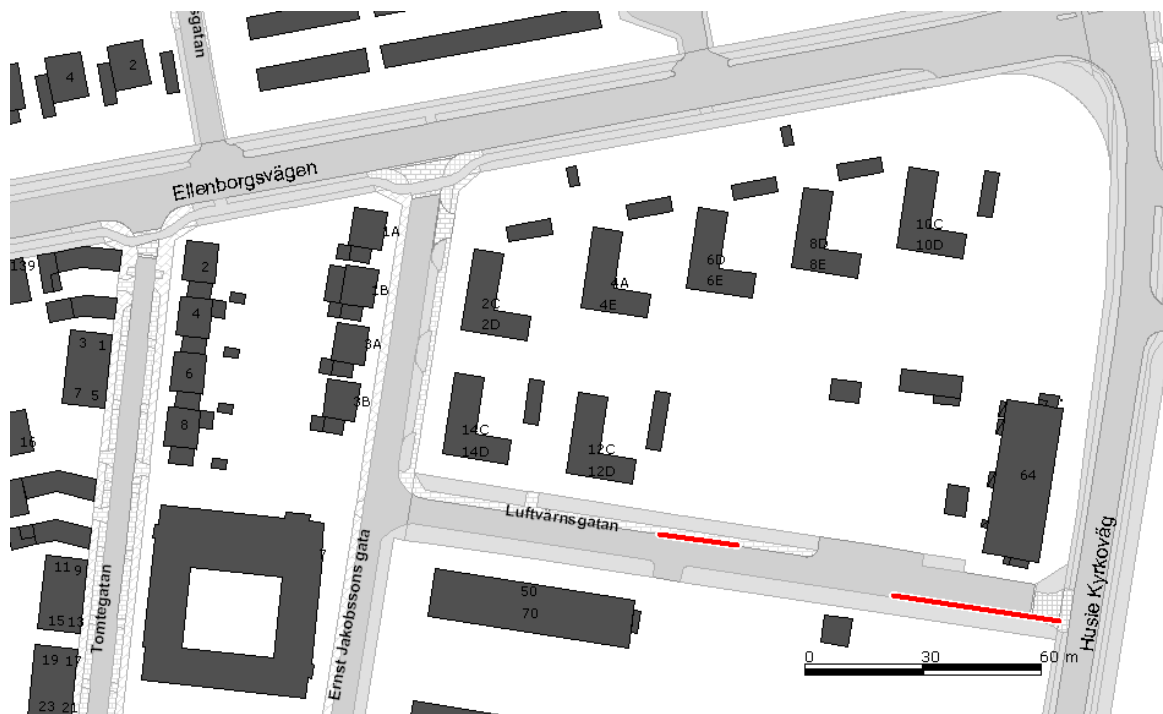 sgatan
4
2
Ellenborgsvägen
1A
10C
10D
8D
8E
6D
6E
4A
4E
2C
2D
139
2
4
6
8
1B
3A
3B
3 1
7 5
16
14C
14D
12C
12D
64
Luftvärnsgatan
7
50
70
11 9
15 13
19 17
23 21
Tomtegatan
Ernst Jakobssons gata
Husie Kyrkoväg
0 30 60 m